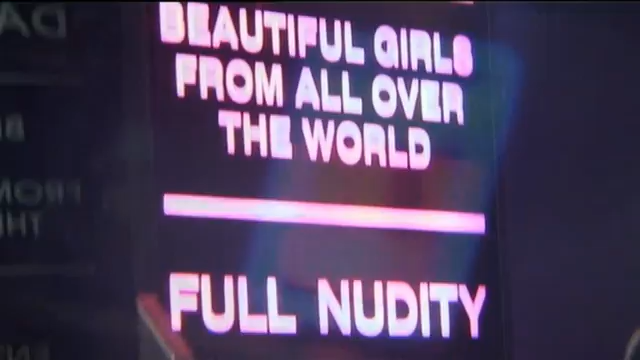 BEAUTIFUL GIRLS
FROM ALL OVER
THE WORLD
FULL NUDITY